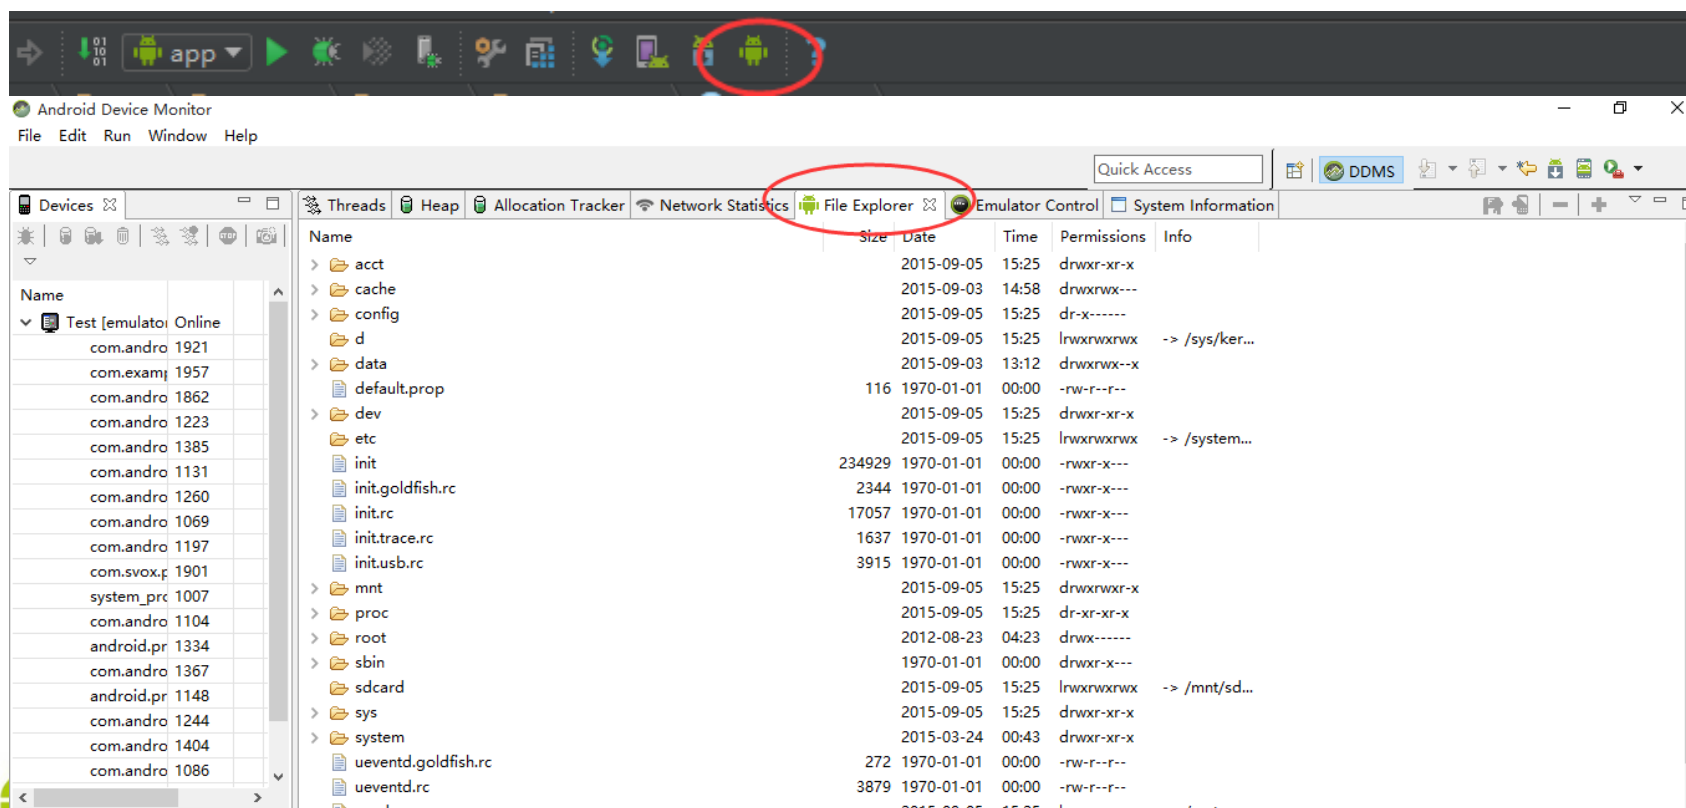 app
Android Device Monitor
File Edit Run Window Help
Quick Access DDMS
Devices Threads Heap Allocation Tracker Network Statistics File Explorer Emulator Control System Information
Name Size Date Time Permissions Info
acct 2015-09-05 15:25 drwxr-xr-x
cache 2015-09-03 14:58 drwxrwx---
config 2015-09-05 15:25 dr-x------
d 2015-09-05 15:25 lrwxrwxrwx -> /sys/ker...
data 2015-09-03 13:12 drwxrwx--x
default.prop 116 1970-01-01 00:00 -rw-r--r--
dev 2015-09-05 15:25 drwxr-xr-x
etc 2015-09-05 15:25 lrwxrwxrwx -> /system...
init 234929 1970-01-01 00:00 -rwxr-x---
init.goldfish.rc 2344 1970-01-01 00:00 -rwxr-x---
init.rc 17057 1970-01-01 00:00 -rwxr-x---
init.trace.rc 1637 1970-01-01 00:00 -rwxr-x---
init.usb.rc 3915 1970-01-01 00:00 -rwxr-x---
mnt 2015-09-05 15:25 drwxrwxr-x
proc 2015-09-05 15:25 dr-xr-xr-x
root 2012-08-23 04:23 drwx------
sbin 1970-01-01 00:00 drwxr-x---
sdcard 2015-09-05 15:25 lrwxrwxrwx -> /mnt/sd...
sys 2015-09-05 15:25 drwxr-xr-x
system 2015-03-24 00:43 drwxr-xr-x
ueventd.goldfish.rc 272 1970-01-01 00:00 -rw-r--r--
ueventd.rc 3879 1970-01-01 00:00 -rw-r--r--
Name
Test [emulator Online
com.andro 1921
com.examp 1957
com.andro 1862
com.andro 1223
com.andro 1385
com.andro 1131
com.andro 1260
com.andro 1069
com.andro 1197
com.svox.p 1901
system_pro 1007
com.andro 1104
android.pr 1334
com.andro 1367
android.pr 1148
com.andro 1244
com.andro 1404
com.andro 1086